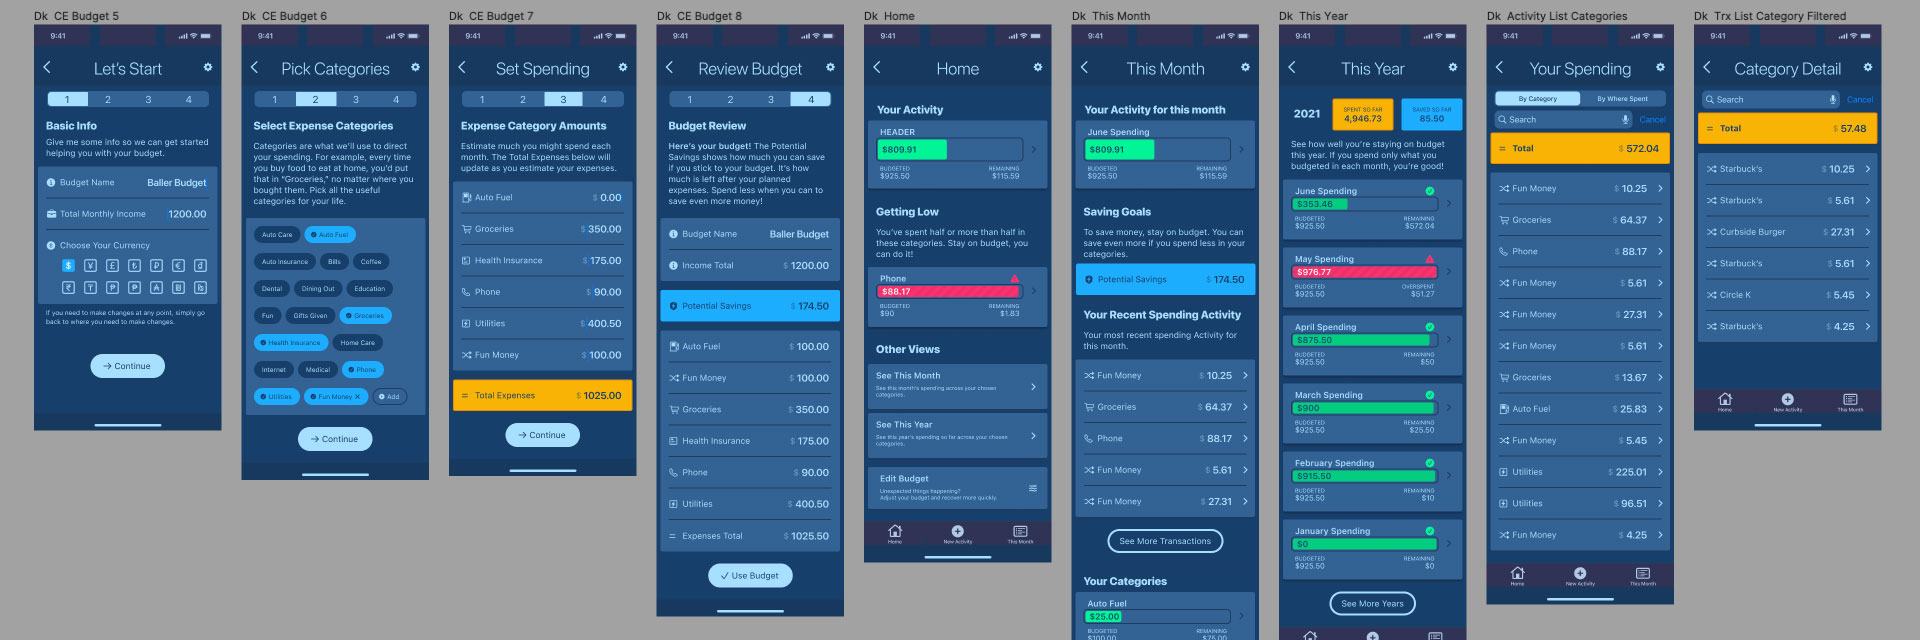 Dk CE Budget 5
9:41
Let's Start
1 2 3 4
Basic Info
Give me some info so we can get started
helping you with your budget.
Budget Name Baller Budget
Total Monthly Income 1200.00
Choose Your Currency
$ ¥ £ ₺ ₽ € ₫
₹ ₸ ₱ ₱ ₳
If you need to make changes at any point, simply go
back to where you need to make changes.
→ Continue
Dk CE Budget 6
9:41
Pick Categories
1 2 3 4
Select Expense Categories
Categories are what we'll use to direct
your spending. For example, every time
you buy food to eat at home, you'd put
that in "Groceries," no matter where you
bought them. Pick all the useful
categories for your life.
Auto Care Auto Fuel
Auto Insurance Bills Coffee
Dental Dining Out Education
Fun Gifts Given Groceries
Health Insurance Home Care
Internet Medical Phone
Utilities Fun Money × Add
→ Continue
Dk CE Budget 7
9:41
Set Spending
1 2 3 4
Expense Category Amounts
Estimate much you might spend each
month. The Total Expenses below will
update as you estimate your expenses.
Auto Fuel $ 0.00
Groceries $ 350.00
Health Insurance $ 175.00
Phone $ 90.00
Utilities $ 400.50
Fun Money $ 100.00
= Total Expenses $ 1025.00
→ Continue
Dk CE Budget 8
9:41
Review Budget
1 2 3 4
Budget Review
Here's your budget! The Potential
Savings shows how much you can save
if you stick to your budget. It's how
much is left after your planned
expenses. Spend less when you can to
save even more money!
Budget Name Baller Budget
Income Total $ 1200.00
Potential Savings $ 174.50
Auto Fuel $ 100.00
Fun Money $ 100.00
Groceries $ 350.00
Health Insurance $ 175.00
Phone $ 90.00
Utilities $ 400.50
= Expenses Total $ 1025.50
✓ Use Budget
Dk Home
9:41
Home
Your Activity
HEADER
$809.91
BUDGETED REMAINING
$925.50 $115.59
Getting Low
You've spent half or more than half in
these categories. Stay on budget, you
can do it!
Phone
$88.17
BUDGETED REMAINING
$90 $1.83
Other Views
See This Month
See this month's spending across your chosen
categories.
See This Year
See this year's spending so far across your chosen
categories.
Edit Budget
Unexpected things happening?
Adjust your budget and recover more quickly.
Home New Activity This Month
Dk This Month
9:41
This Month
Your Activity for this month
June Spending
$809.91
BUDGETED REMAINING
$925.50 $115.59
Saving Goals
To save money, stay on budget. You can
save even more if you spend less in your
categories.
Potential Savings $ 174.50
Your Recent Spending Activity
Your most recent spending Activity for
this month.
Fun Money $ 10.25
Groceries $ 64.37
Phone $ 88.17
Fun Money $ 5.61
Fun Money $ 27.31
See More Transactions
Your Categories
Auto Fuel
$25.00
BUDGETED REMAINING
$100.00 $75.00
Dk This Year
9:41
This Year
2021
SPENT SO FAR
4,946.73
SAVED SO FAR
85.50
See how well you're staying on budget
this year. If you spend only what you
budgeted in each month, you're good!
June Spending
$353.46
BUDGETED REMAINING
$925.50 $572.04
May Spending
$976.77
BUDGETED OVERSPENT
$925.50 $51.27
April Spending
$875.50
BUDGETED REMAINING
$925.50 $50
March Spending
$900
BUDGETED REMAINING
$925.50 $25.50
February Spending
$915.50
BUDGETED REMAINING
$925.50 $10
January Spending
$0
BUDGETED REMAINING
$925.50 $0
See More Years
Dk Activity List Categories
9:41
Your Spending
By Category By Where Spent
Search Cancel
= Total $ 572.04
Fun Money $ 10.25
Groceries $ 64.37
Phone $ 88.17
Fun Money $ 5.61
Fun Money $ 27.31
Fun Money $ 5.61
Groceries $ 13.67
Auto Fuel $ 25.83
Fun Money $ 5.45
Utilities $ 225.01
Utilities $ 96.51
Fun Money $ 4.25
Home New Activity This Month
Dk Trx List Category Filtered
9:41
Category Detail
Search Cancel
= Total $ 57.48
Starbuck's $ 10.25
Starbuck's $ 5.61
Curbside Burger $ 27.31
Starbuck's $ 5.61
Circle K $ 5.45
Starbuck's $ 4.25
Home New Activity This Month